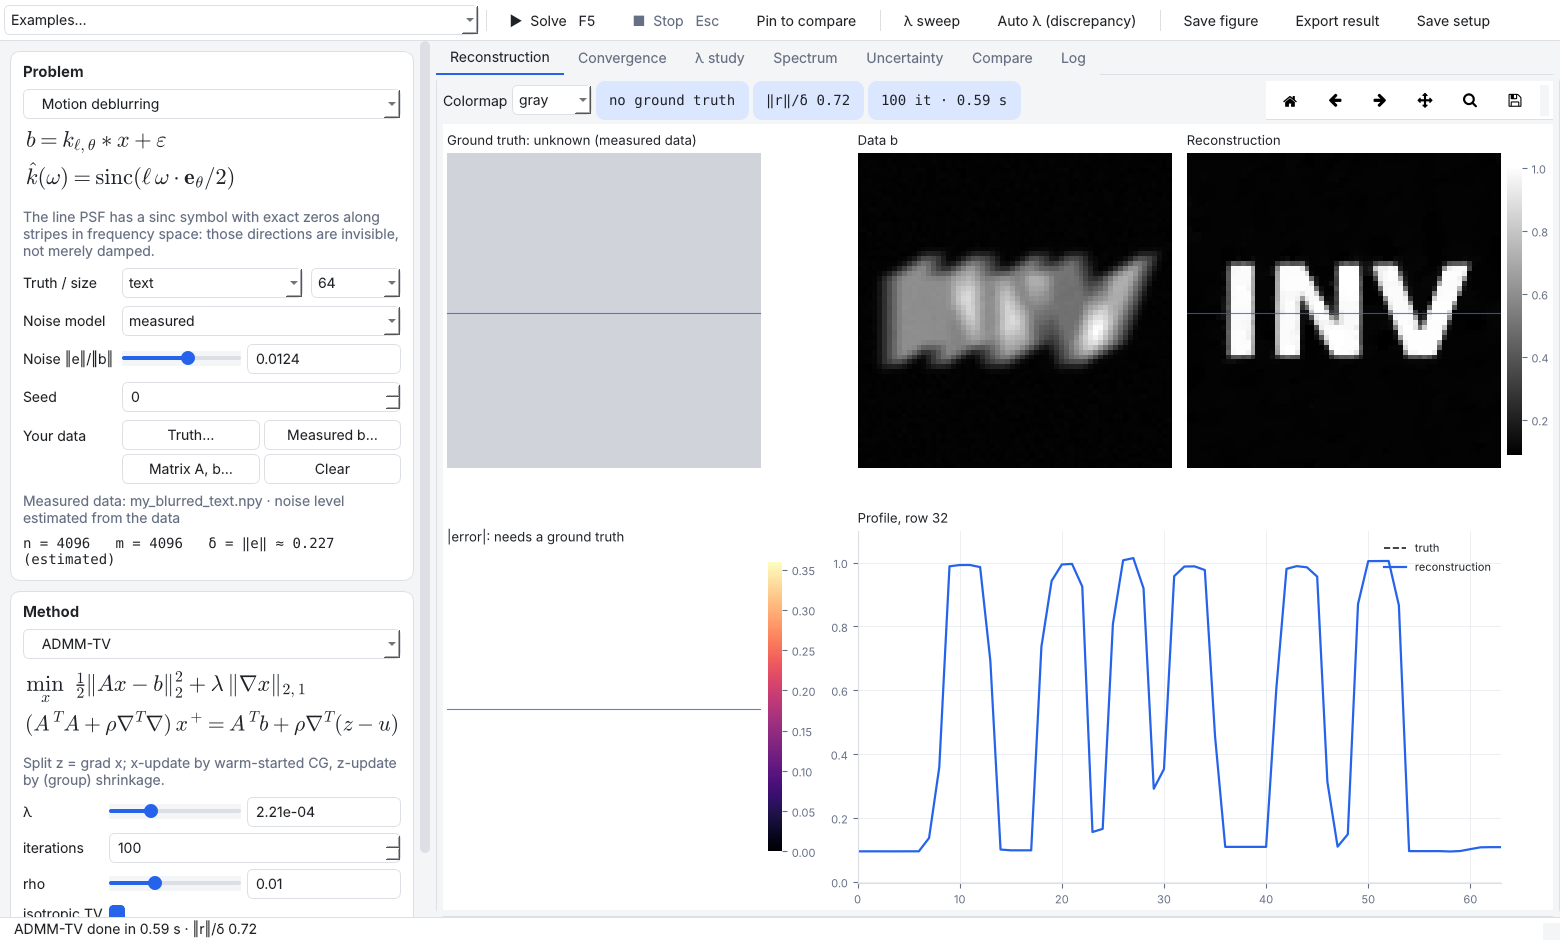 Examples...
Solve F5
Stop Esc
Pin to compare
λ sweep
Auto λ (discrepancy)
Save figure
Export result
Save setup
Problem
Motion deblurring
b = k_{ℓ,θ} ∗ x + ε
k̂(ω) = sinc(ℓ ω · e_θ/2)
The line PSF has a sinc symbol with exact zeros along
stripes in frequency space: those directions are invisible,
not merely damped.
Truth / size text 64
Noise model measured
Noise ‖e‖/‖b‖ 0.0124
Seed 0
Your data Truth... Measured b...
Matrix A, b... Clear
Measured data: my_blurred_text.npy · noise level
estimated from the data
n = 4096 m = 4096 δ = ‖e‖ ≈ 0.227
(estimated)
Method
ADMM-TV
min_x ½‖Ax − b‖₂² + λ ‖∇x‖_{2,1}
(AᵀA + ρ∇ᵀ∇) x⁺ = Aᵀb + ρ∇ᵀ(z − u)
Split z = grad x; x-update by warm-started CG, z-update
by (group) shrinkage.
λ 2.21e-04
iterations 100
rho 0.01
isotropic TV
Reconstruction Convergence λ study Spectrum Uncertainty Compare Log
Colormap gray no ground truth ‖r‖/δ 0.72 100 it · 0.59 s
Ground truth: unknown (measured data)
Data b
Reconstruction
INV
1.0
0.8
0.6
0.4
0.2
|error|: needs a ground truth
0.35
0.30
0.25
0.20
0.15
0.10
0.05
0.00
Profile, row 32
truth
reconstruction
1.0
0.8
0.6
0.4
0.2
0.0
0 10 20 30 40 50 60
ADMM-TV done in 0.59 s · ‖r‖/δ 0.72